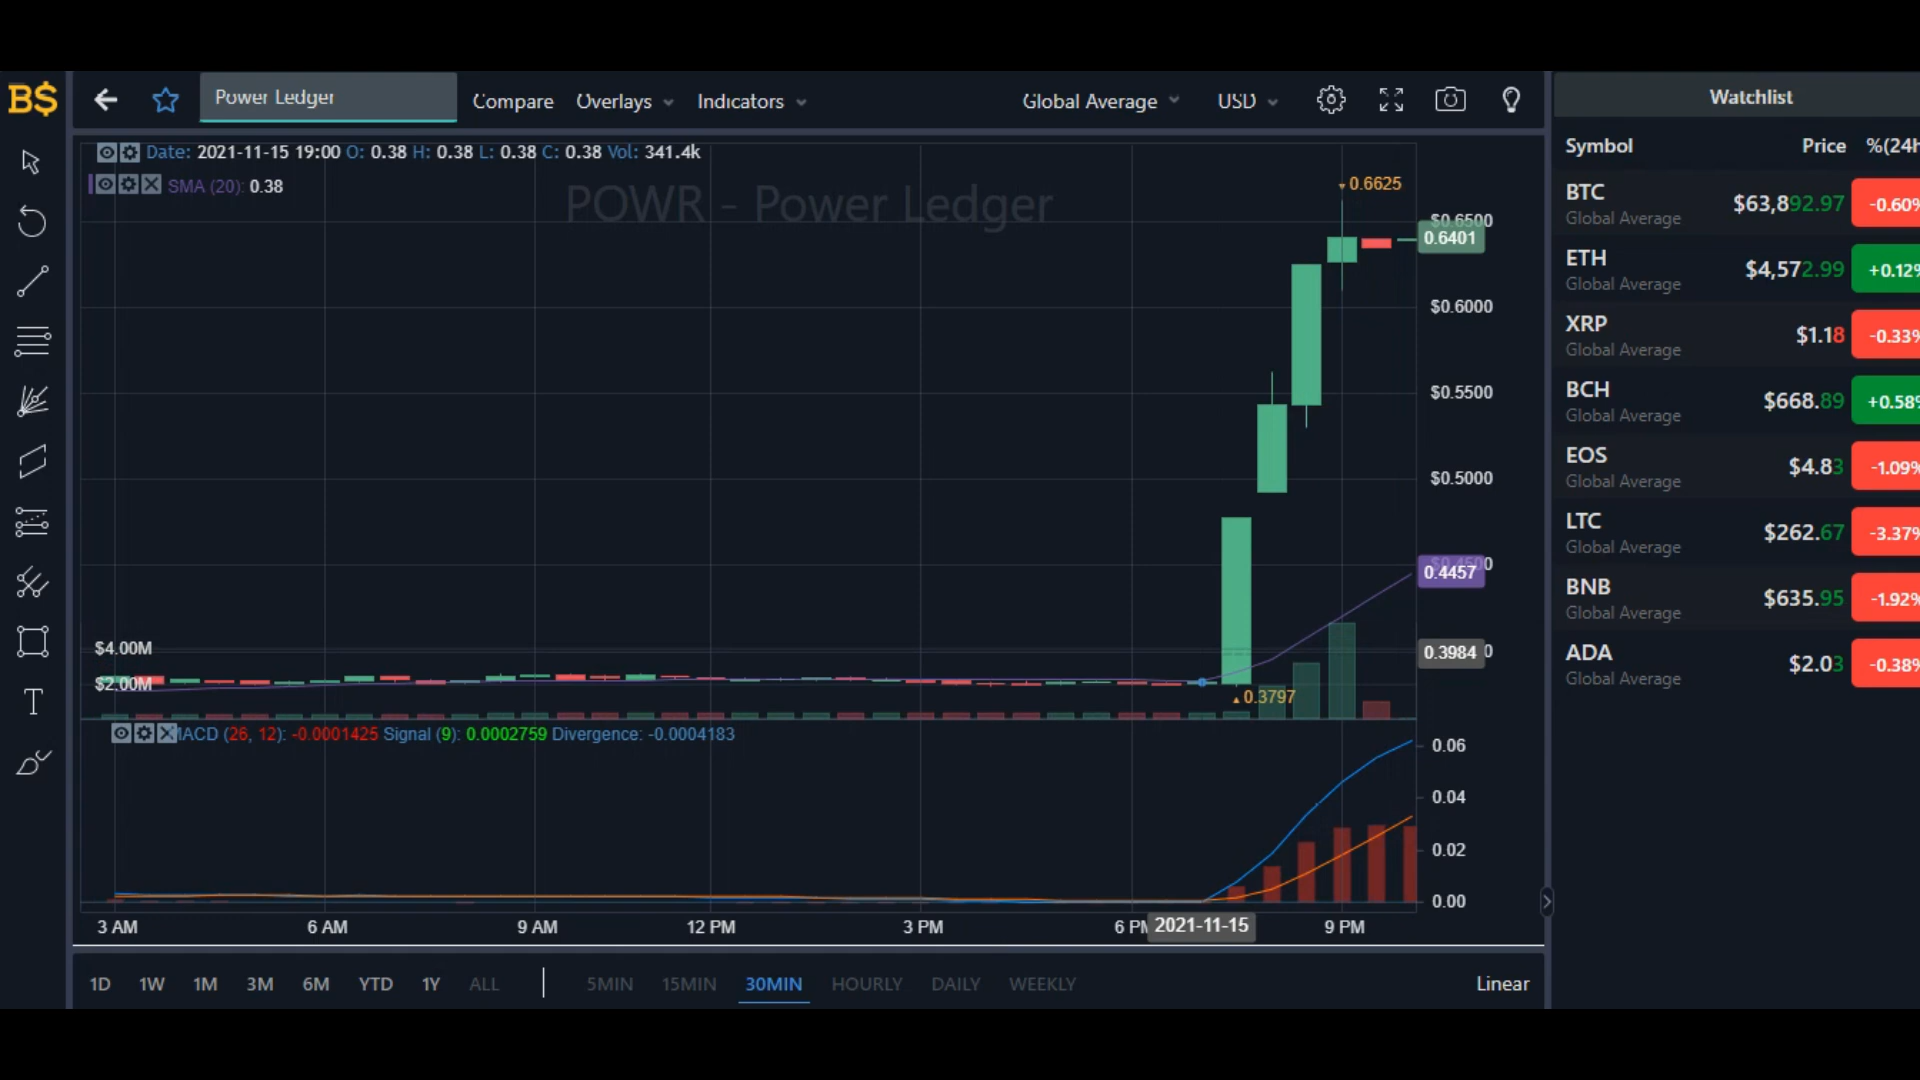 B$
Power Ledger
Compare Overlays Indicators
Global Average USD
Date: 2021-11-15 19:00 O: 0.38 H: 0.38 L: 0.38 C: 0.38 Vol: 341.4k
SMA (20): 0.38
POWR - Power Ledger
0.6625
$0.6500
0.6401
$0.6000
$0.5500
$0.5000
0.4457
0.3984
$4.00M
$2.00M
0.3797
MACD (26, 12): -0.0001425 Signal (9): 0.0002759 Divergence: -0.0004183
0.06
0.04
0.02
0.00
3 AM 6 AM 9 AM 12 PM 3 PM 6 PM 2021-11-15 9 PM
1D 1W 1M 3M 6M YTD 1Y ALL 5MIN 15MIN 30MIN HOURLY DAILY WEEKLY Linear
Watchlist
Symbol Price %(24h
BTC $63,892.97 -0.60%
Global Average
ETH $4,572.99 +0.12%
Global Average
XRP $1.18 -0.33%
Global Average
BCH $668.89 +0.58%
Global Average
EOS $4.83 -1.09%
Global Average
LTC $262.67 -3.37%
Global Average
BNB $635.95 -1.92%
Global Average
ADA $2.03 -0.38%
Global Average